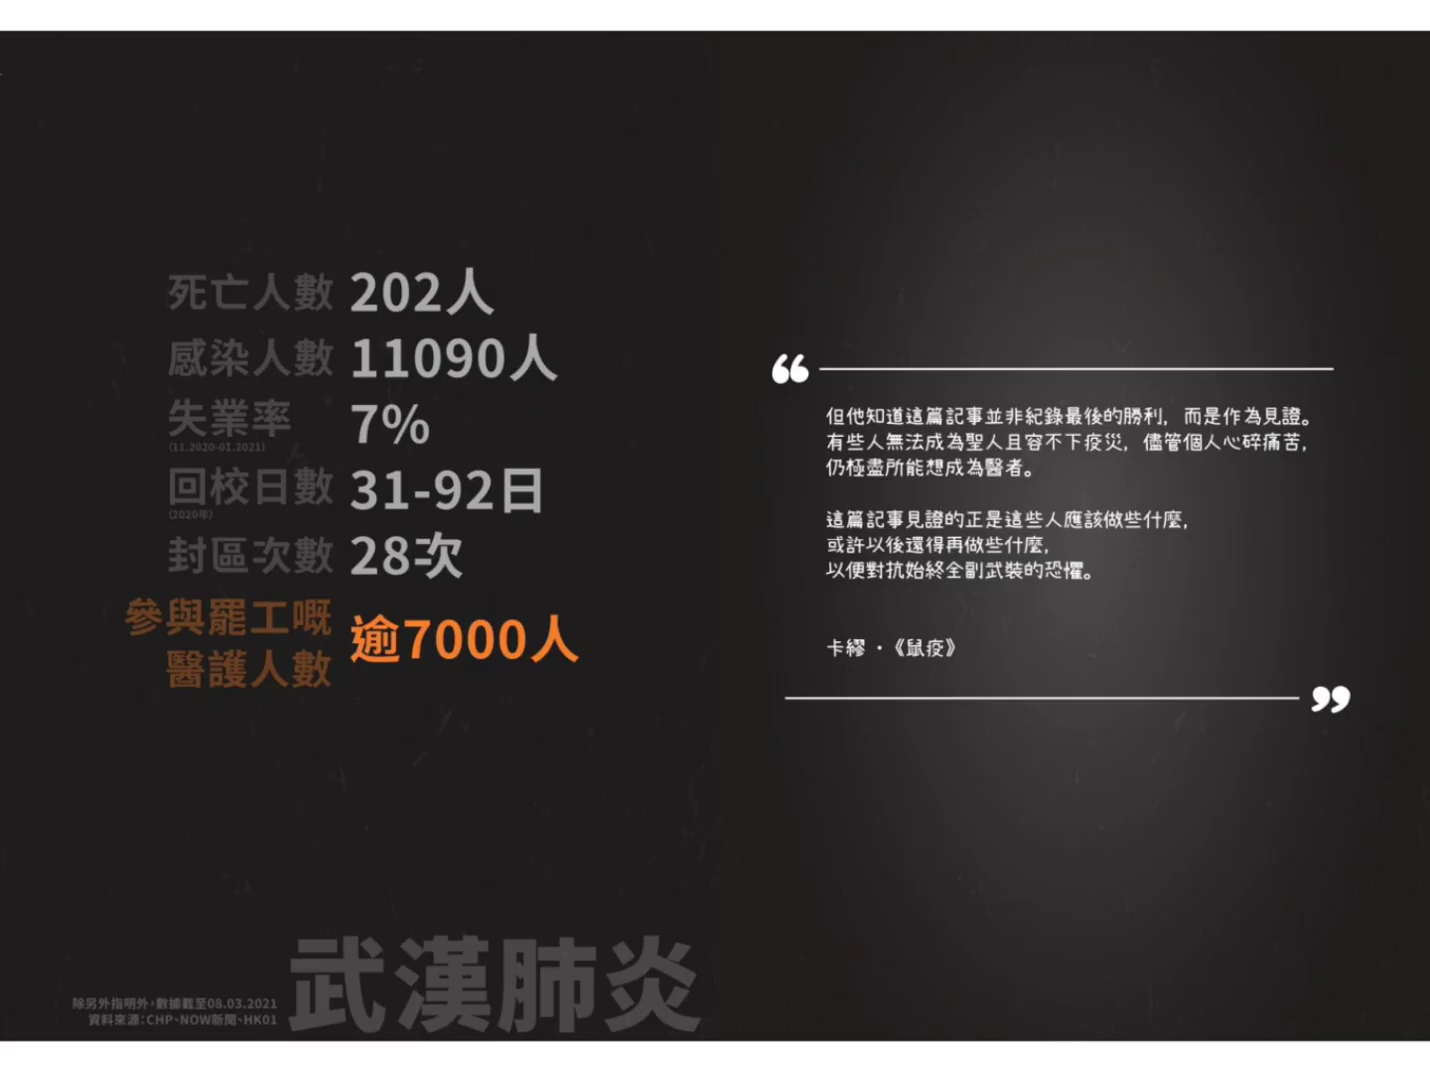 死亡人數 202人
感染人數 11090人
失業率 7%
(11.2020-01.2021)
回校日數 31-92日
(2020年)
封區次數 28次
參與罷工嘅
醫護人數 逾7000人
武漢肺炎
除另外指明外，數據截至08.03.2021
資料來源：CHP、NOW新聞、HK01
“
但他知道這篇記事並非紀錄最後的勝利，而是作為見證。
有些人無法成為聖人且容不下疫災，儘管個人心碎痛苦，
仍極盡所能想成為醫者。
這篇記事見證的正是這些人應該做些什麼，
或許以後還得再做些什麼，
以便對抗始終全副武裝的恐懼。
卡繆·《鼠疫》
”